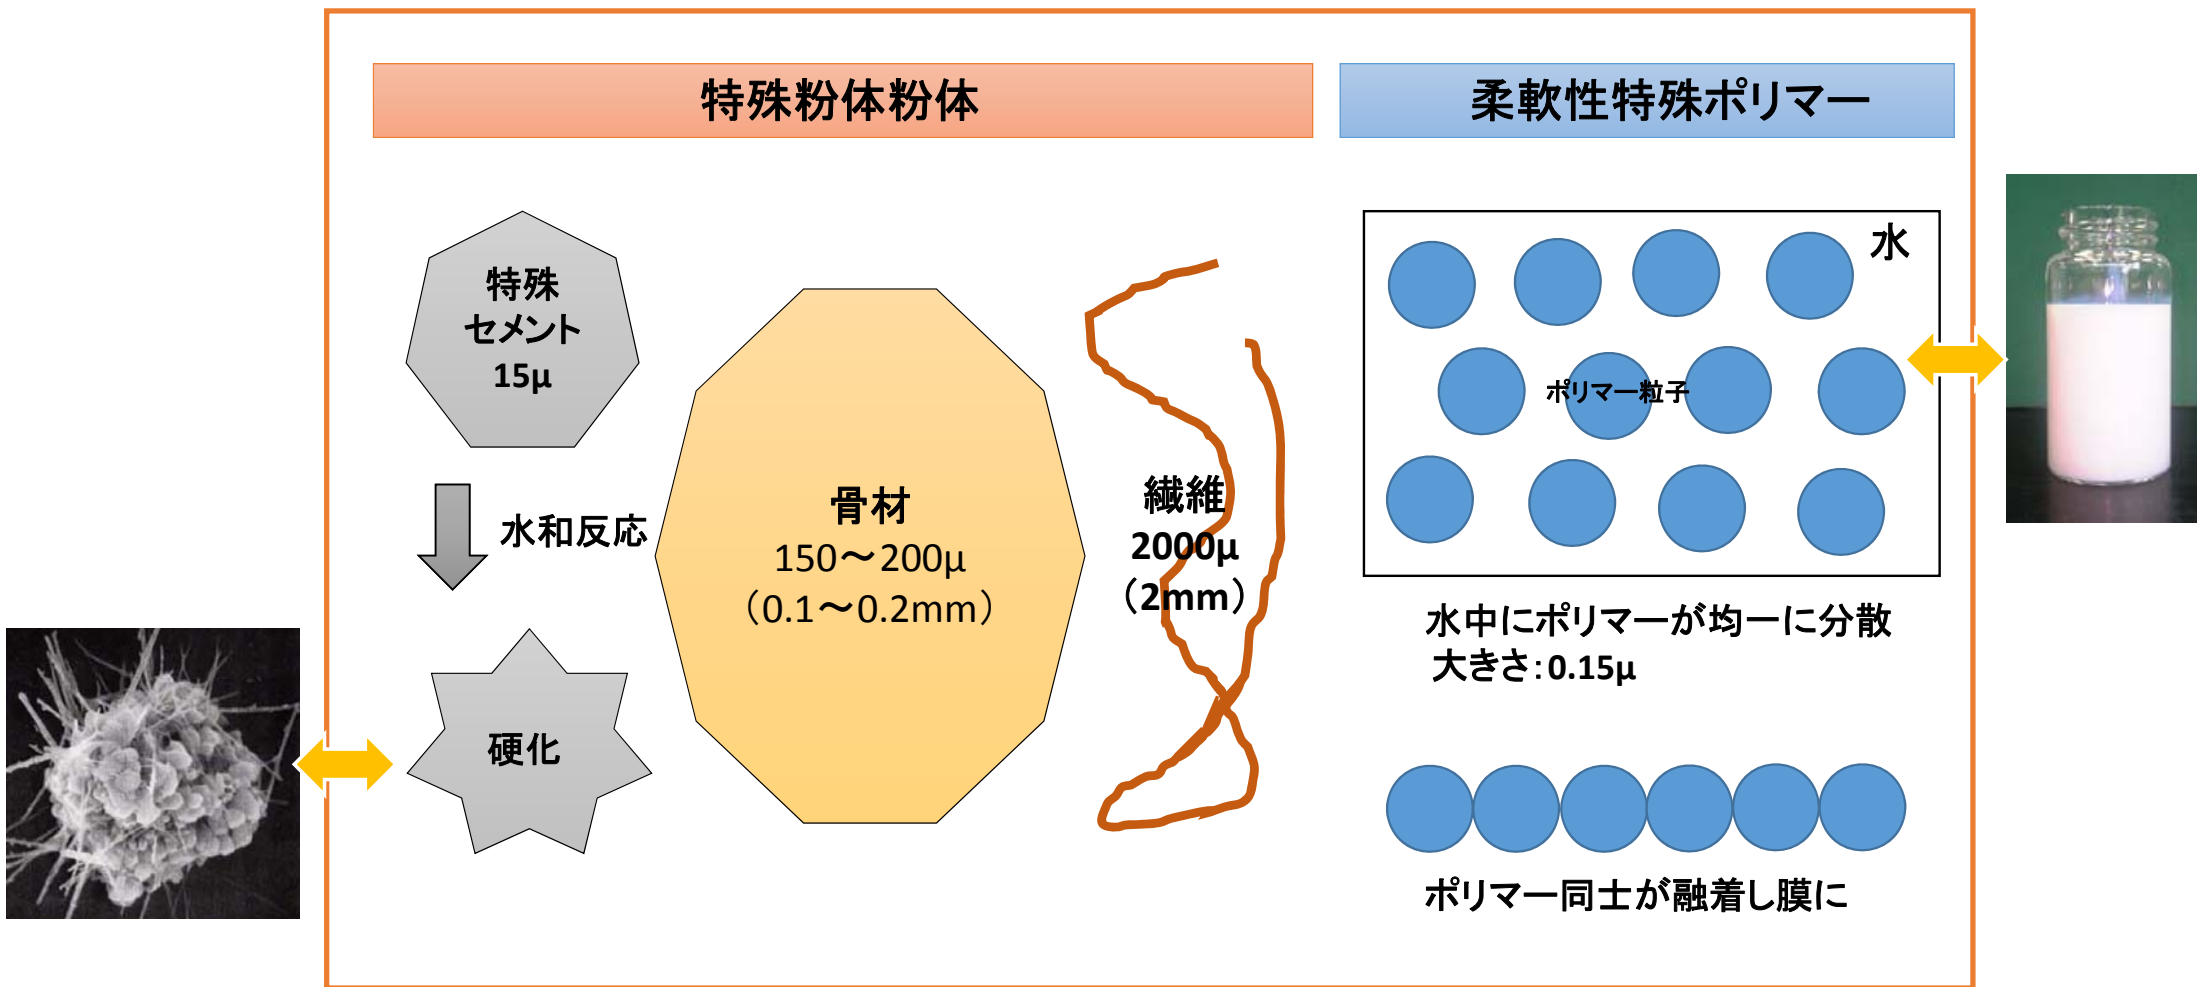 特殊粉体粉体
柔軟性特殊ポリマー
特殊
セメント
15μ
水和反応
硬化
骨材
150～200μ
（0.1～0.2mm）
繊維
2000μ
（2mm）
水
ポリマー粒子
水中にポリマーが均一に分散
大きさ：0.15μ
ポリマー同士が融着し膜に